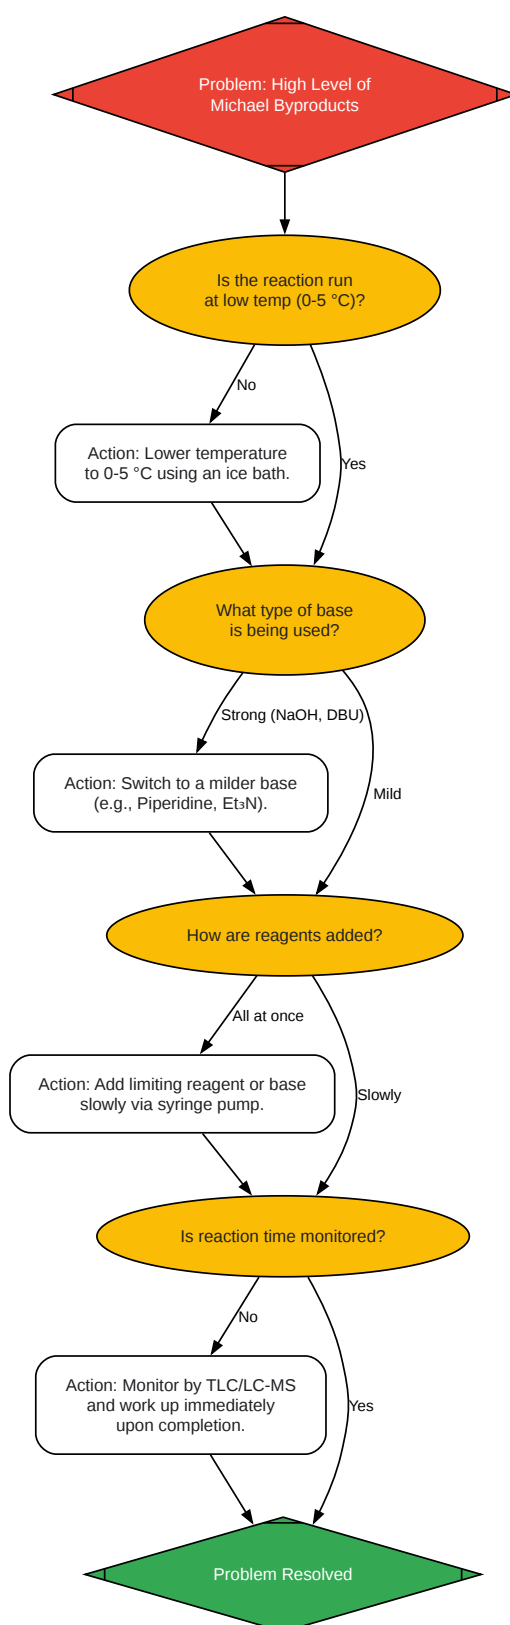 Problem: High Level of
Michael Byproducts
Is the reaction run
at low temp (0-5 °C)?
No
Action: Lower temperature
to 0-5 °C using an ice bath.
Yes
What type of base
is being used?
Strong (NaOH, DBU)
Action: Switch to a milder base
(e.g., Piperidine, Et₃N).
Mild
How are reagents added?
All at once
Action: Add limiting reagent or base
slowly via syringe pump.
Slowly
Is reaction time monitored?
No
Action: Monitor by TLC/LC-MS
and work up immediately
upon completion.
Yes
Problem Resolved